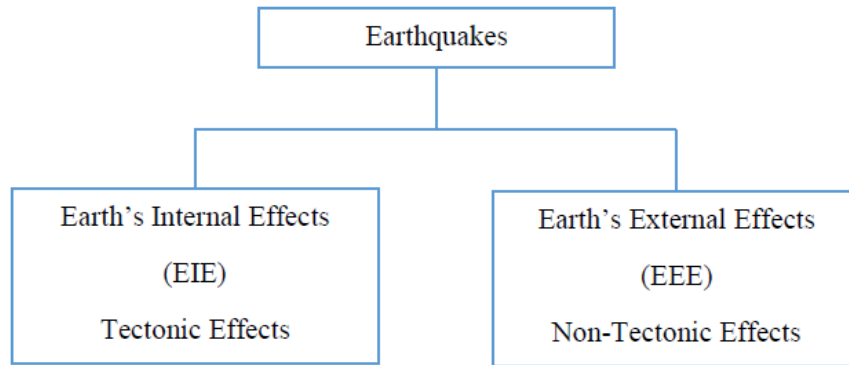 Earthquakes
Earth’s Internal Effects
(EIE)
Tectonic Effects
Earth’s External Effects
(EEE)
Non-Tectonic Effects